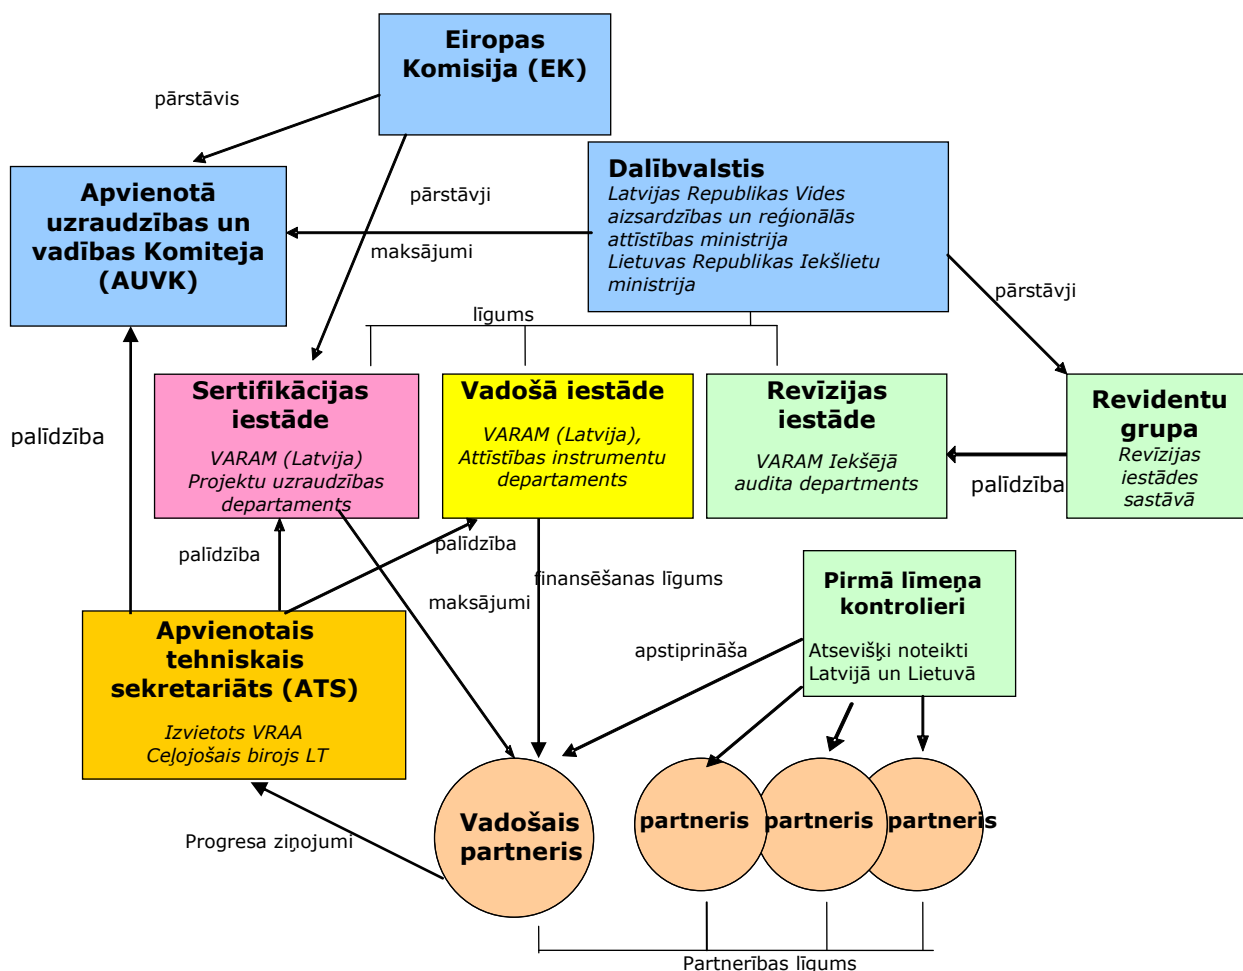 Eiropas
Komisija (EK)
pārstāvis
Apvienotā
uzraudzības un
vadības Komiteja
(AUVK)
pārstāvji
maksājumi
Dalībvalstis
Latvijas Republikas Vides
aizsardzības un reģionālās
attīstības ministrija
Lietuvas Republikas Iekšlietu
ministrija
pārstāvji
līgums
palīdzība
Sertifikācijas
iestāde
VARAM (Latvija)
Projektu uzraudzības
departaments
Vadošā iestāde
VARAM (Latvija),
Attīstības instrumentu
departaments
Revīzijas
iestāde
VARAM Iekšējā
audita departments
Revidentu
grupa
Revīzijas
iestādes
sastāvā
palīdzība
palīdzība
palīdzība
finansēšanas līgums
maksājumi
Pirmā līmeņa
kontrolieri
Atsevišķi noteikti
Latvijā un Lietuvā
apstiprināša
Apvienotais
tehniskais
sekretariāts (ATS)
Izvietots VRAA
Ceļojošais birojs LT
Progresa ziņojumi
Vadošais
partneris
partneris
partneris
partneris
Partnerības līgums